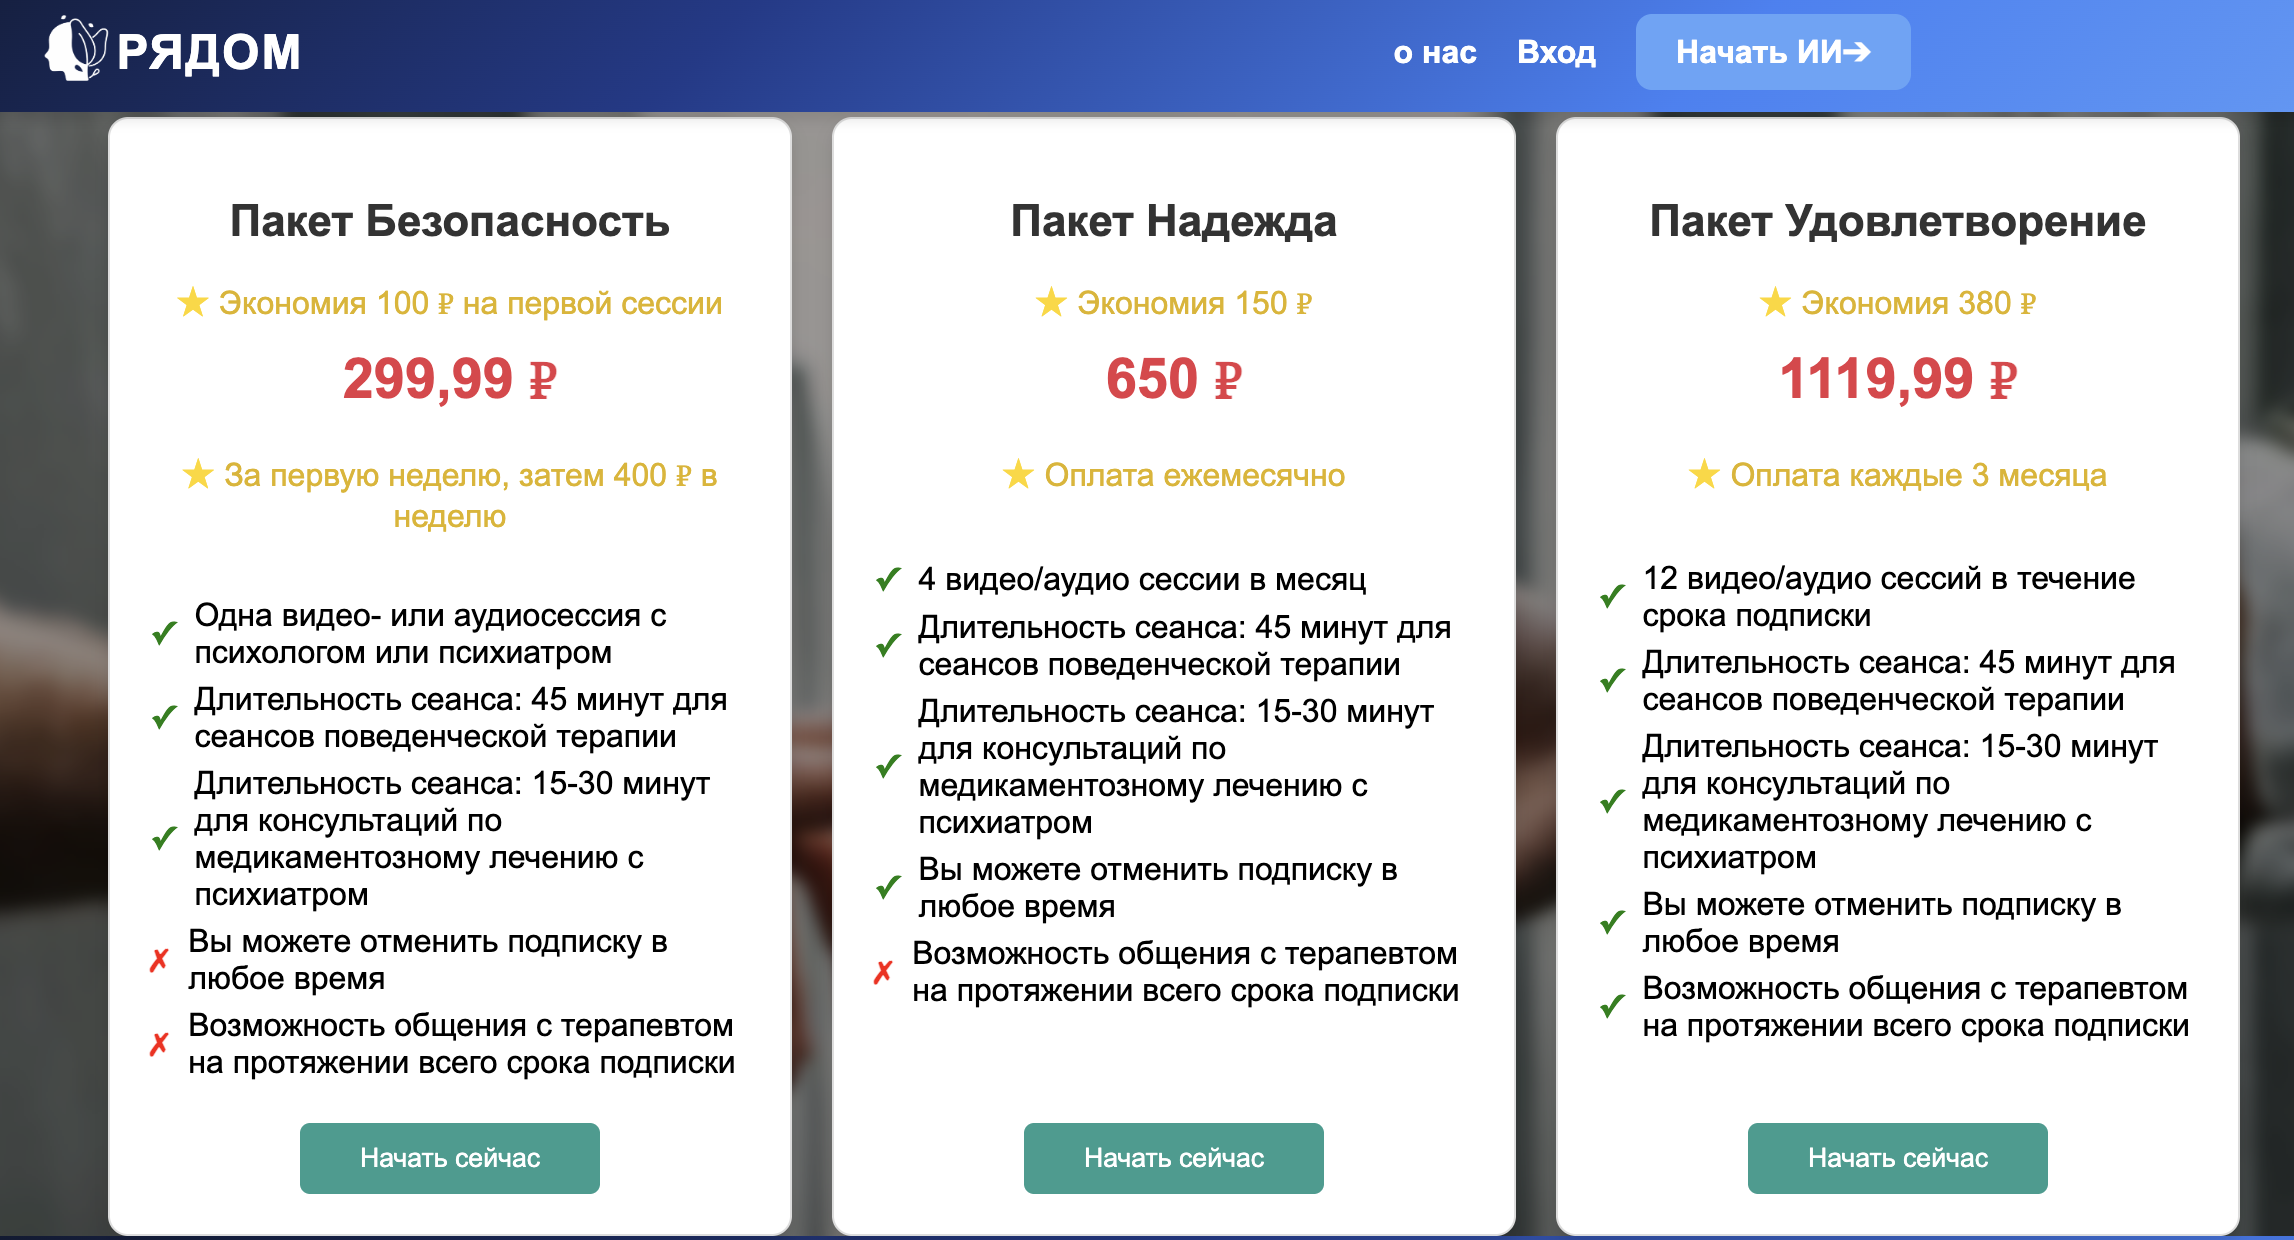 РЯДОМ
о нас
Вход
Начать ИИ➔
Пакет Безопасность
★ Экономия 100 ₽ на первой сессии
299,99 ₽
★ За первую неделю, затем 400 ₽ в
неделю
✔ Одна видео- или аудиосессия с
психологом или психиатром
✔ Длительность сеанса: 45 минут для
сеансов поведенческой терапии
✔ Длительность сеанса: 15-30 минут
для консультаций по
медикаментозному лечению с
психиатром
✗ Вы можете отменить подписку в
любое время
✗ Возможность общения с терапевтом
на протяжении всего срока подписки
Начать сейчас
Пакет Надежда
★ Экономия 150 ₽
650 ₽
★ Оплата ежемесячно
✔ 4 видео/аудио сессии в месяц
✔ Длительность сеанса: 45 минут для
сеансов поведенческой терапии
✔ Длительность сеанса: 15-30 минут
для консультаций по
медикаментозному лечению с
психиатром
✔ Вы можете отменить подписку в
любое время
✗ Возможность общения с терапевтом
на протяжении всего срока подписки
Начать сейчас
Пакет Удовлетворение
★ Экономия 380 ₽
1119,99 ₽
★ Оплата каждые 3 месяца
✔ 12 видео/аудио сессий в течение
срока подписки
✔ Длительность сеанса: 45 минут для
сеансов поведенческой терапии
✔ Длительность сеанса: 15-30 минут
для консультаций по
медикаментозному лечению с
психиатром
✔ Вы можете отменить подписку в
любое время
✔ Возможность общения с терапевтом
на протяжении всего срока подписки
Начать сейчас